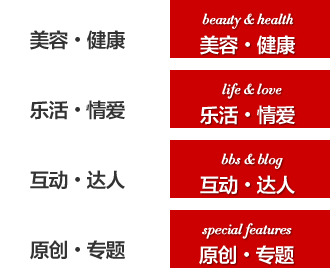 美容・健康
beauty & health
美容・健康
乐活・情爱
life & love
乐活・情爱
互动・达人
bbs & blog
互动・达人
原创・专题
special features
原创・专题